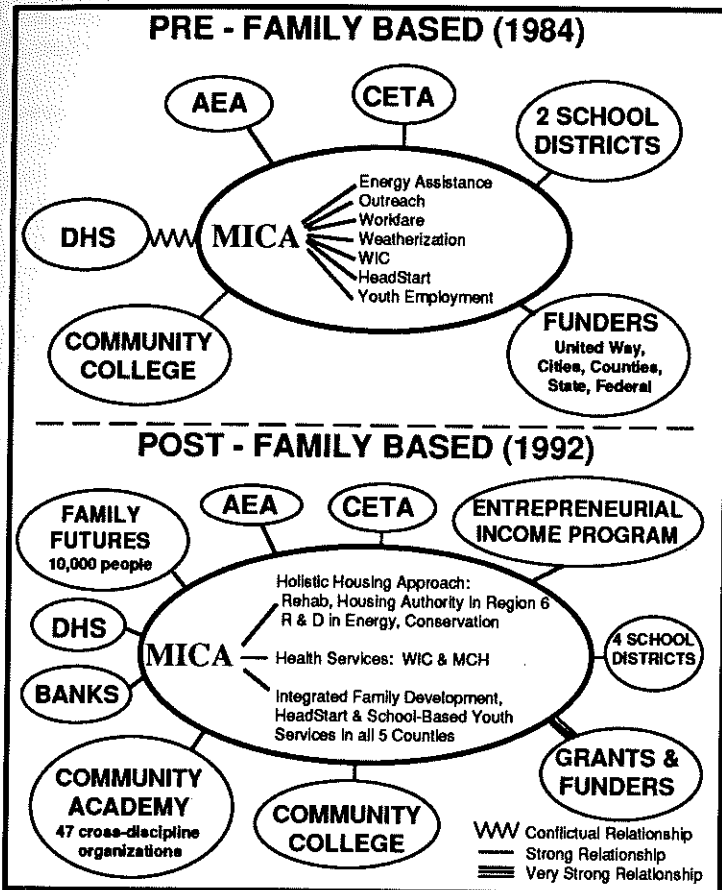 PRE - FAMILY BASED (1984)
AEA
CETA
2 SCHOOL
DISTRICTS
DHS
MICA
Energy Assistance
Outreach
Workfare
Weatherization
WIC
HeadStart
Youth Employment
COMMUNITY
COLLEGE
FUNDERS
United Way,
Cities, Counties,
State, Federal
POST - FAMILY BASED (1992)
FAMILY
FUTURES
10,000 people
AEA
CETA
ENTREPRENEURIAL
INCOME PROGRAM
DHS
BANKS
MICA
Holistic Housing Approach:
Rehab, Housing Authority in Region 6
R & D in Energy, Conservation
Health Services: WIC & MCH
Integrated Family Development,
HeadStart & School-Based Youth
Services in all 5 Counties
4 SCHOOL
DISTRICTS
COMMUNITY
ACADEMY
47 cross-discipline
organizations
COMMUNITY
COLLEGE
GRANTS &
FUNDERS
Conflictual Relationship
Strong Relationship
Very Strong Relationship